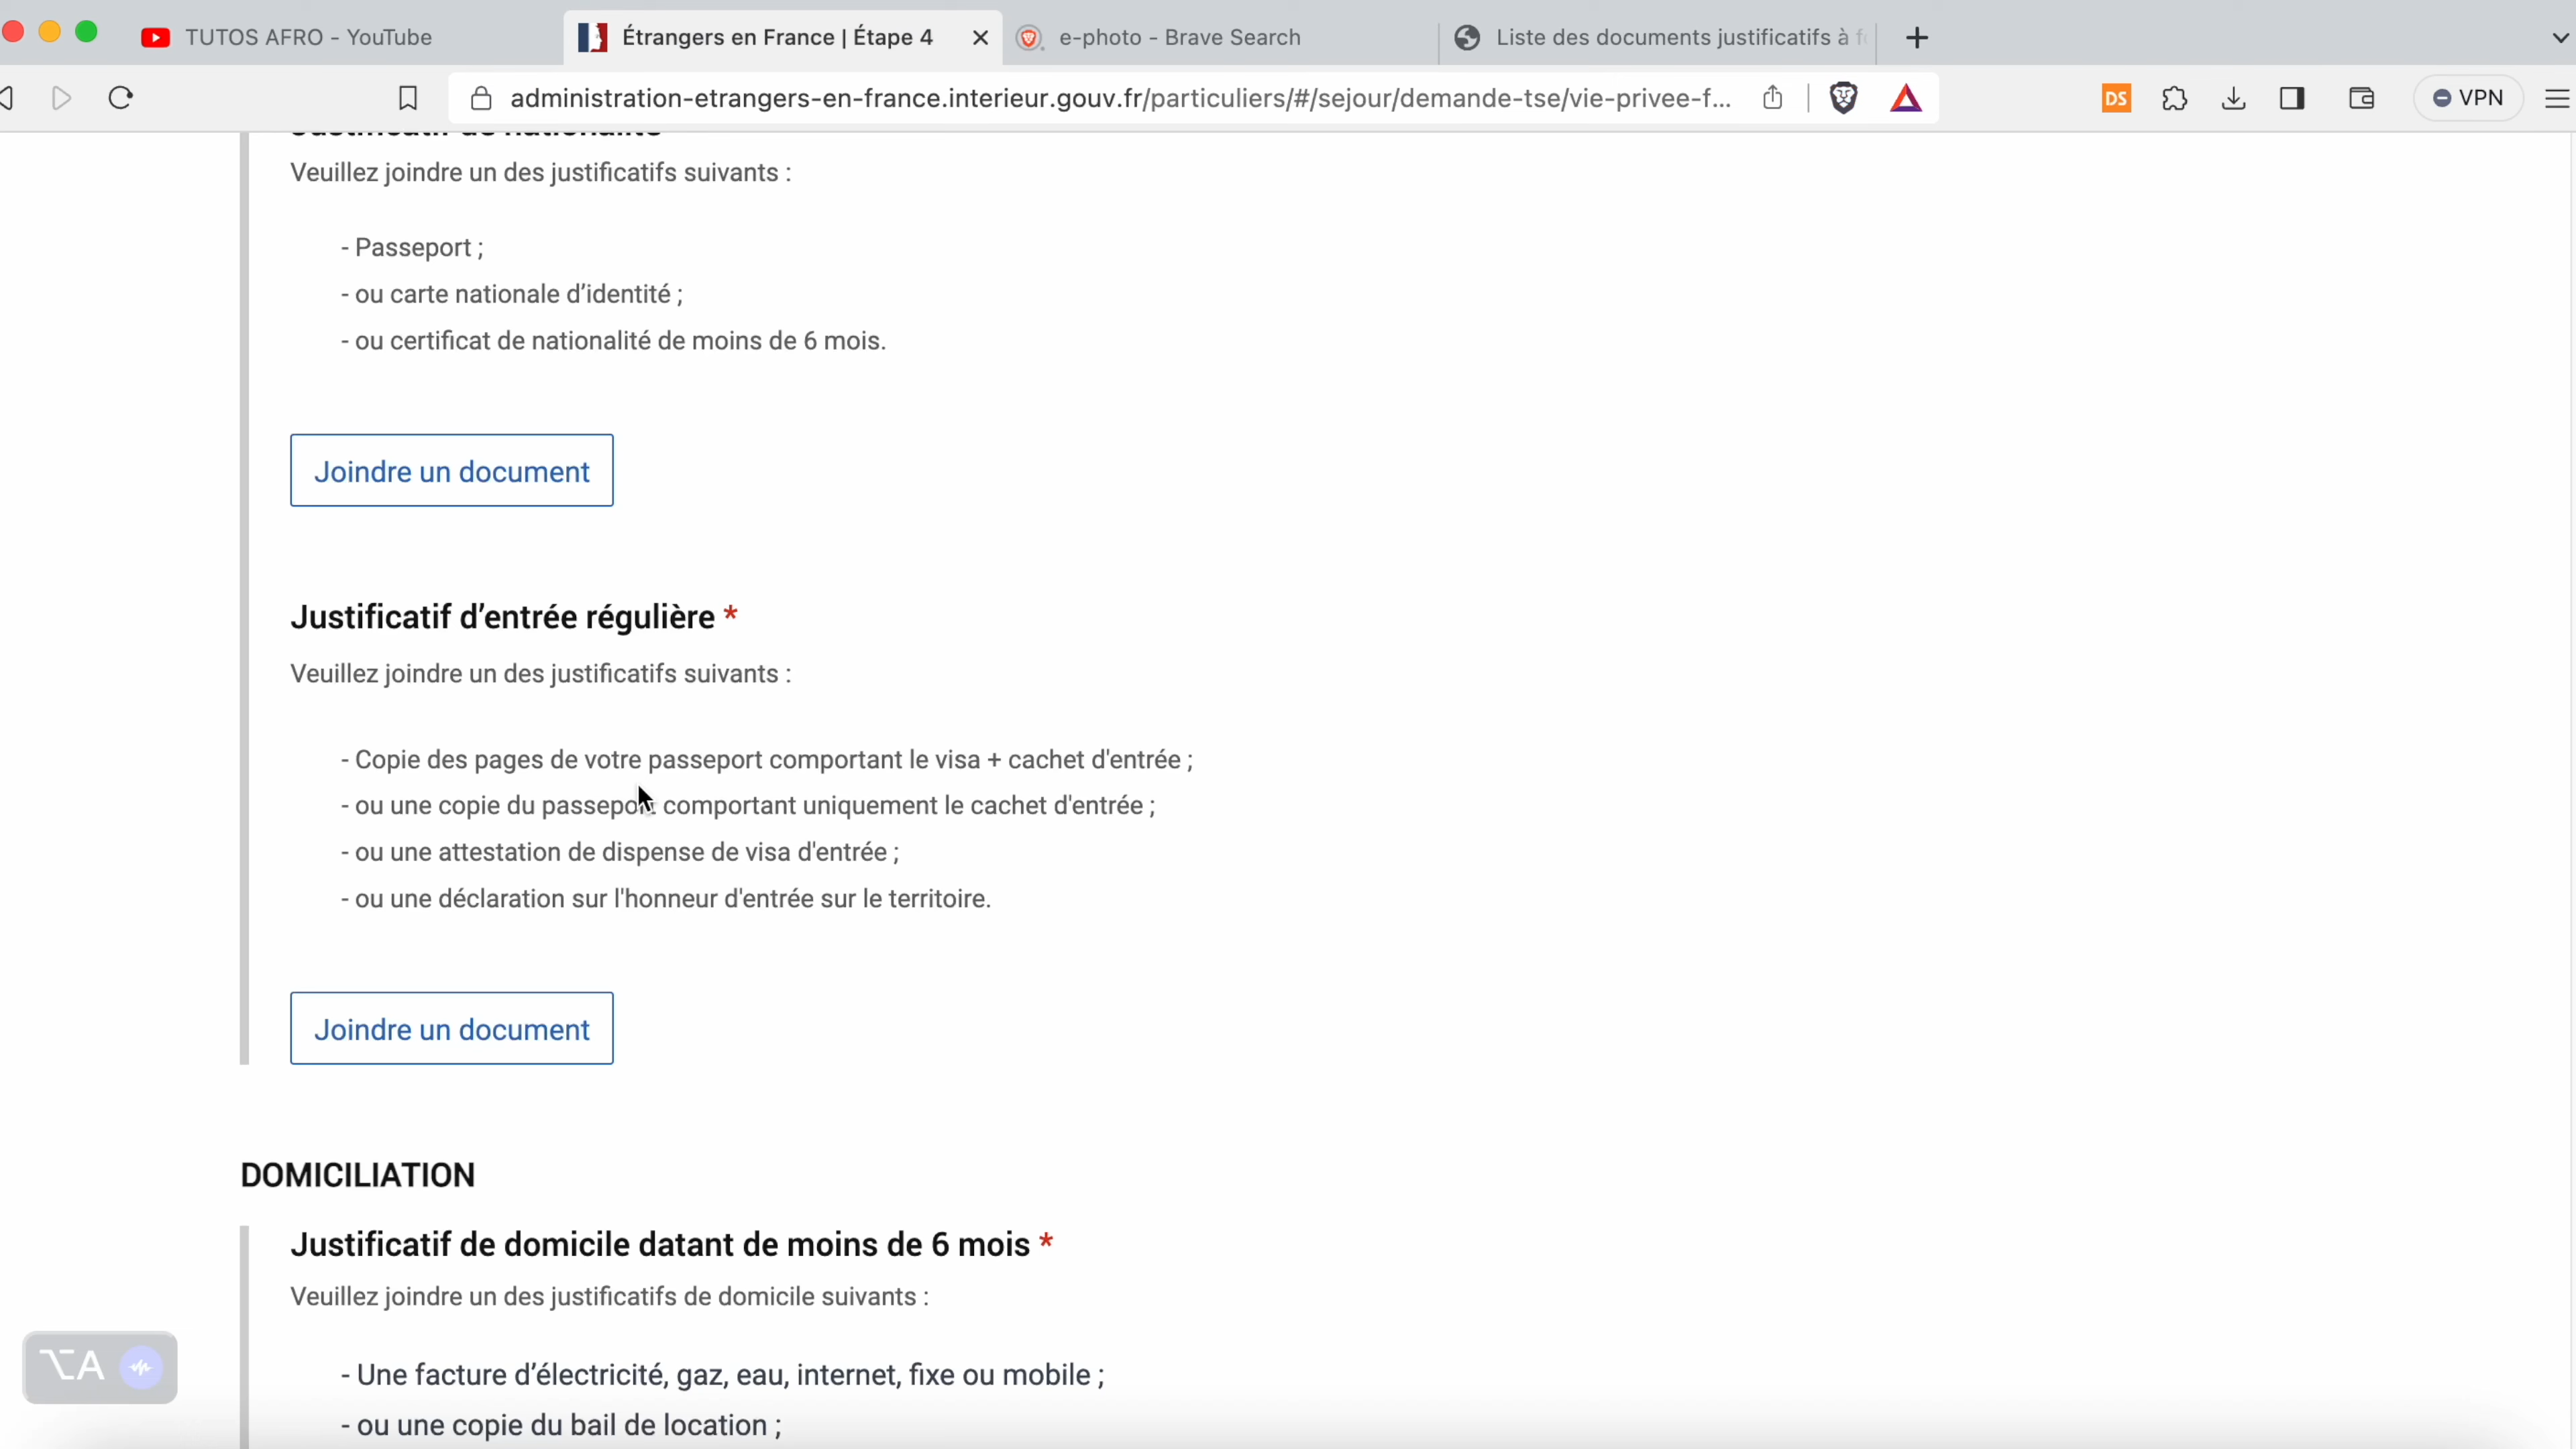 TUTOS AFRO - YouTube
Étrangers en France | Étape 4
e-photo - Brave Search
Liste des documents justificatifs à f
administration-etrangers-en-france.interieur.gouv.fr/particuliers/#/sejour/demande-tse/vie-privee-f...
DS
VPN
Justificatif de nationalité
Veuillez joindre un des justificatifs suivants :
- Passeport ;
- ou carte nationale d’identité ;
- ou certificat de nationalité de moins de 6 mois.
Joindre un document
Justificatif d’entrée régulière *
Veuillez joindre un des justificatifs suivants :
- Copie des pages de votre passeport comportant le visa + cachet d'entrée ;
- ou une copie du passeport comportant uniquement le cachet d'entrée ;
- ou une attestation de dispense de visa d'entrée ;
- ou une déclaration sur l'honneur d'entrée sur le territoire.
Joindre un document
DOMICILIATION
Justificatif de domicile datant de moins de 6 mois *
Veuillez joindre un des justificatifs de domicile suivants :
- Une facture d’électricité, gaz, eau, internet, fixe ou mobile ;
- ou une copie du bail de location ;
⌥A